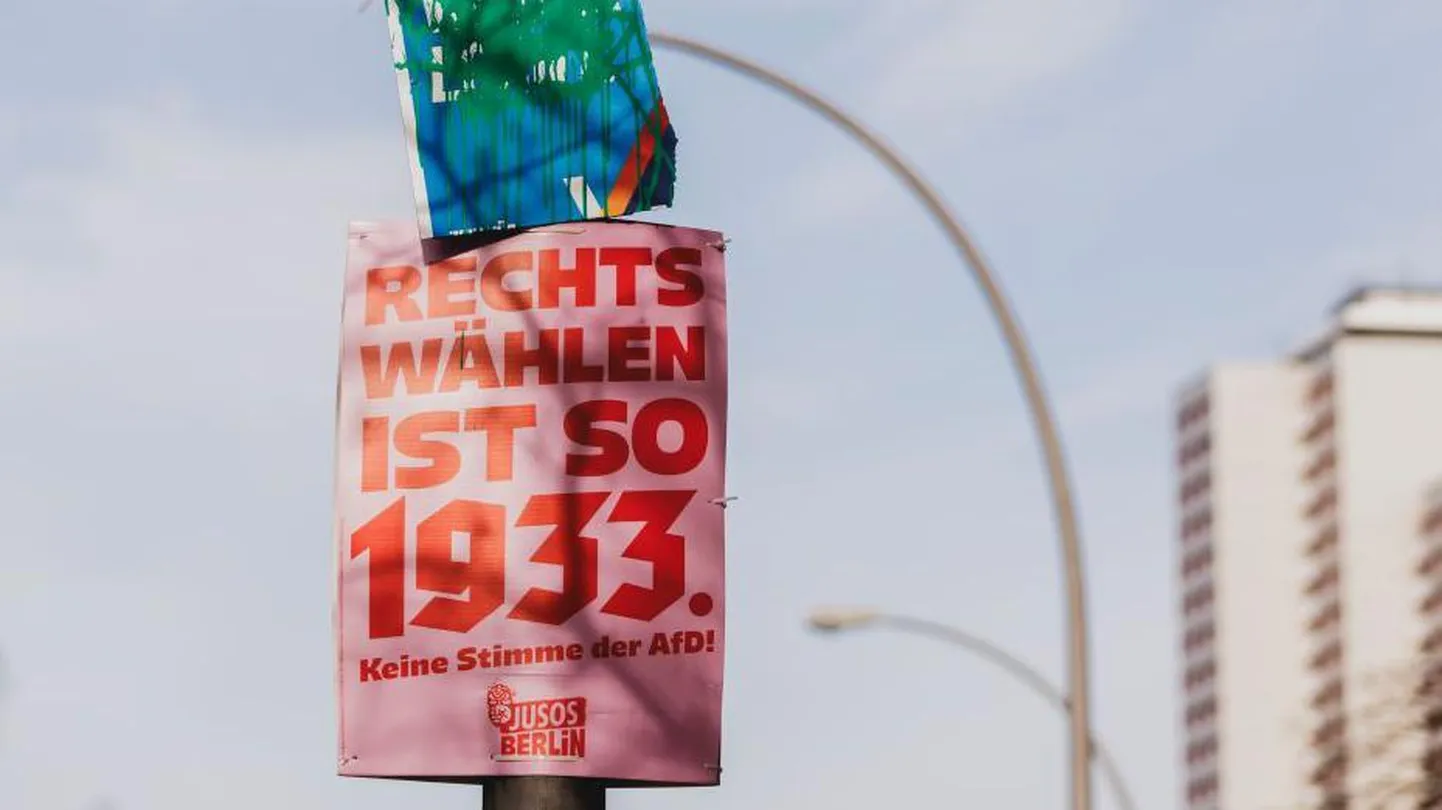 RECHTS
WÄHLEN
IST SO
1933.
Keine Stimme der AfD!
JUSOS
BERLiN